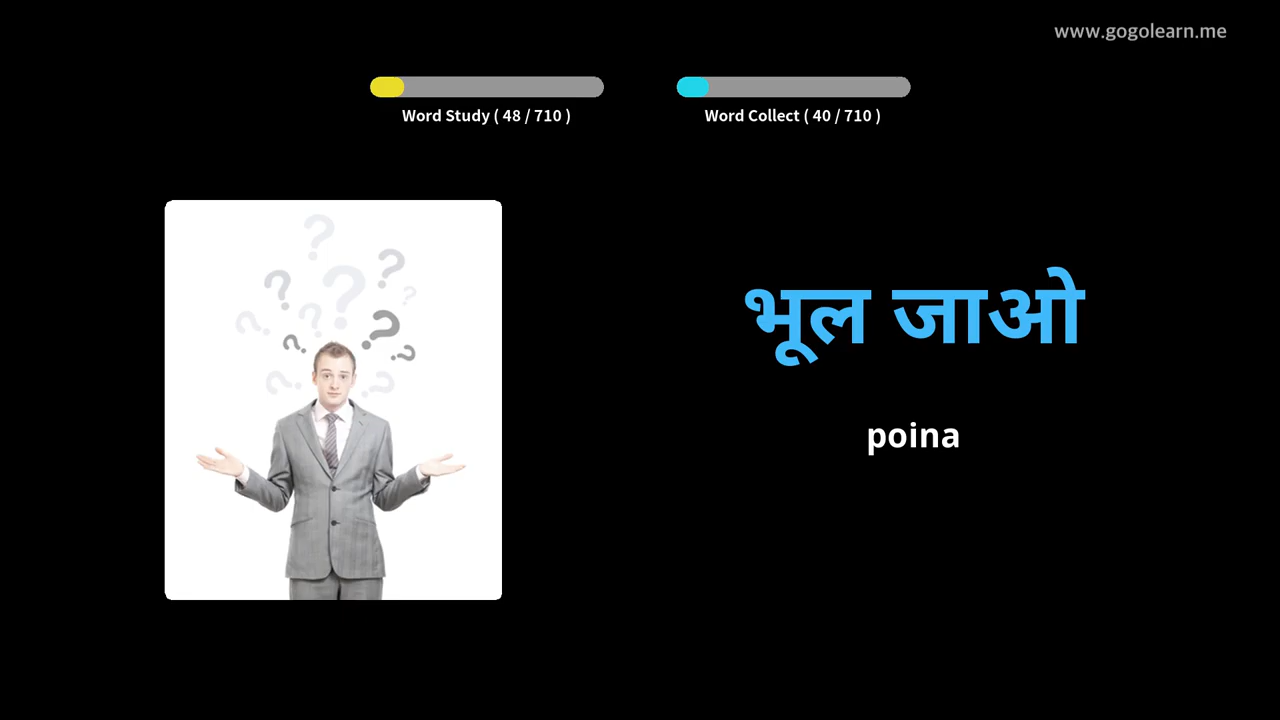 www.gogolearn.me
Word Study ( 48 / 710 )
Word Collect ( 40 / 710 )
भूल जाओ
poina